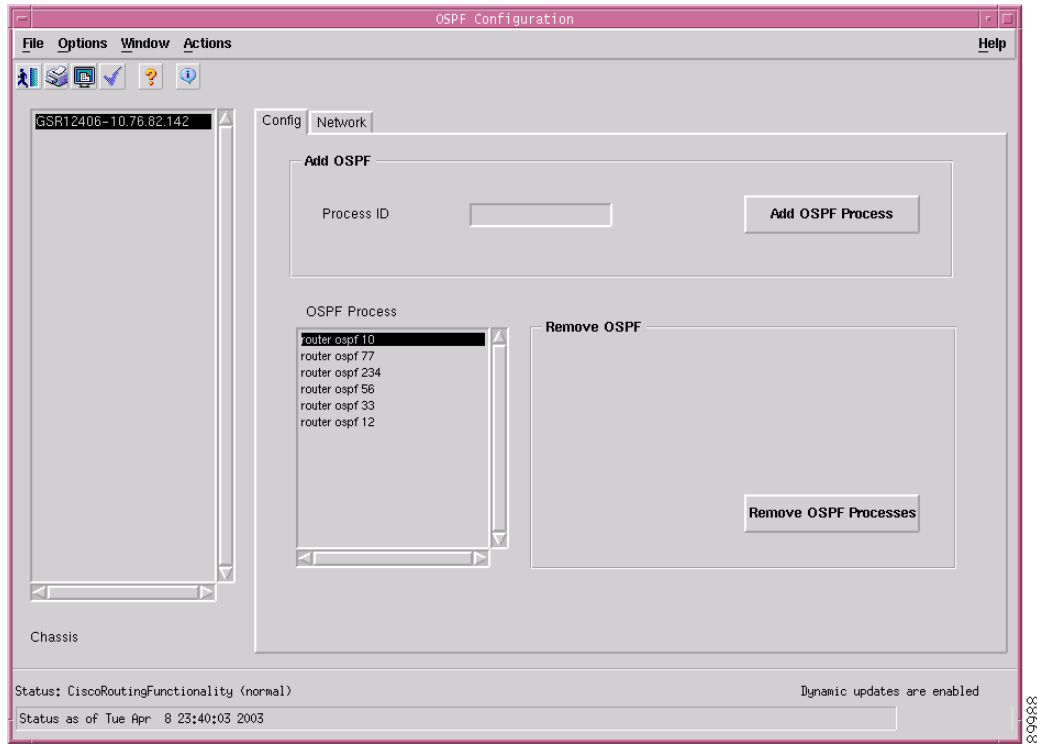 OSPF Configuration
File Options Window Actions Help
GSR12406-10.76.82.142
Config Network
Add OSPF
Process ID
Add OSPF Process
OSPF Process
router ospf 10
router ospf 77
router ospf 234
router ospf 56
router ospf 33
router ospf 12
Remove OSPF
Remove OSPF Processes
Chassis
Status: CiscoRoutingFunctionality (normal) Dynamic updates are enabled
Status as of Tue Apr 8 23:40:03 2003
89988